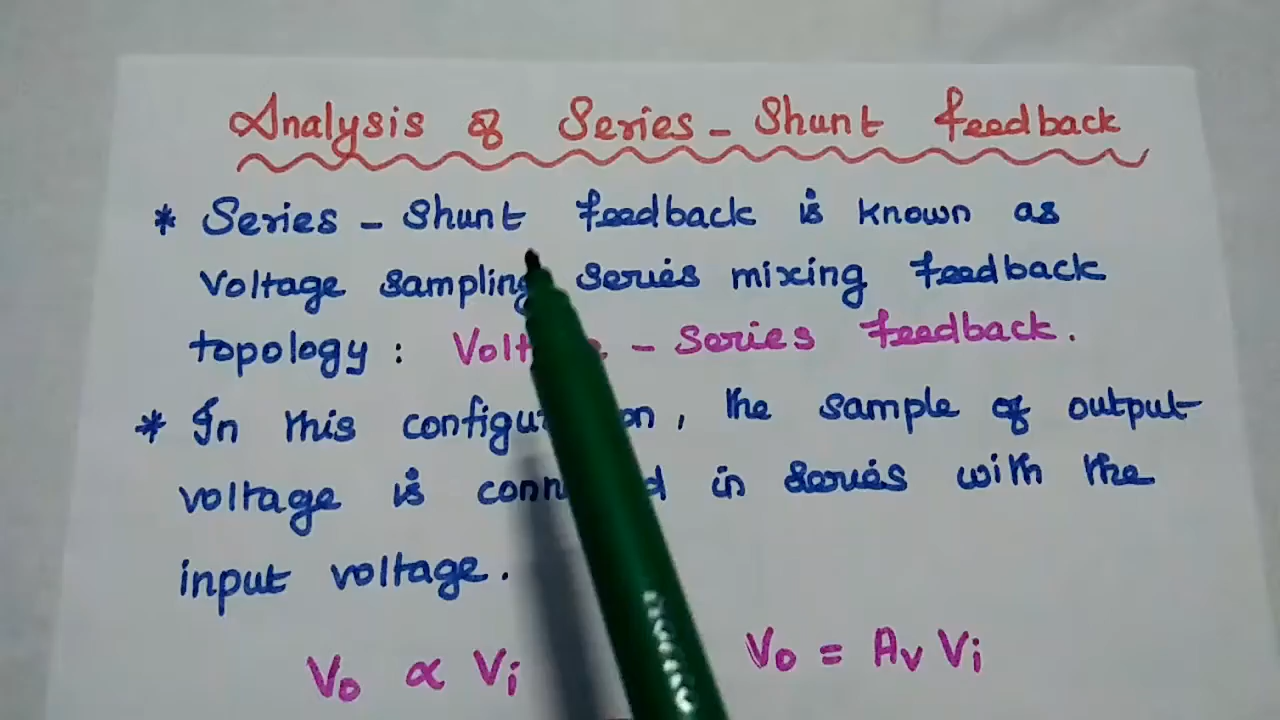 Analysis of Series - Shunt feedback
* Series - Shunt feedback is known as
Voltage sampling series mixing feedback
topology : - Series feedback.
* In this , the sample of output
voltage is in series with the
input voltage.
Vo ∝ Vi Vo = Av Vi